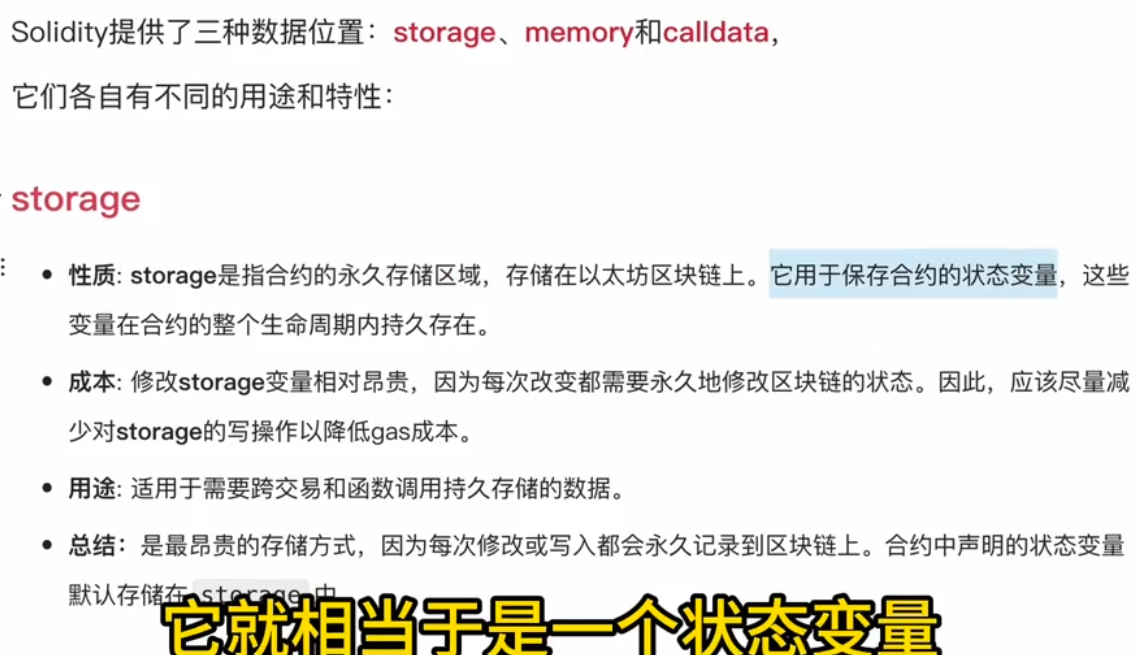 Solidity提供了三种数据位置：storage、memory和calldata，
它们各自有不同的用途和特性：
storage
• 性质: storage是指合约的永久存储区域，存储在以太坊区块链上。它用于保存合约的状态变量，这些
变量在合约的整个生命周期内持久存在。
• 成本: 修改storage变量相对昂贵，因为每次改变都需要永久地修改区块链的状态。因此，应该尽量减
少对storage的写操作以降低gas成本。
• 用途: 适用于需要跨交易和函数调用持久存储的数据。
• 总结：是最昂贵的存储方式，因为每次修改或写入都会永久记录到区块链上。合约中声明的状态变量
默认存储在 storage 中
它就相当于是一个状态变量